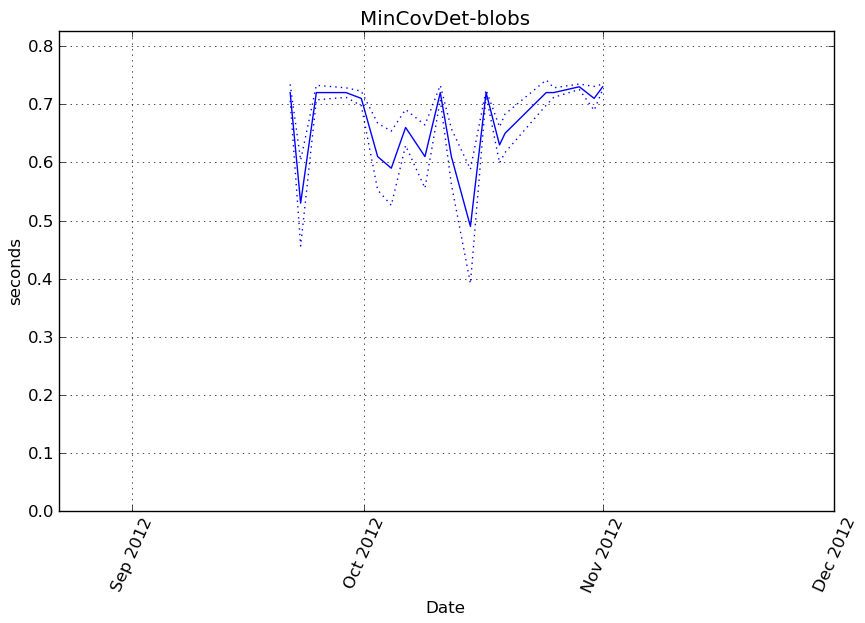 MinCovDet-blobs
0.8
0.7
0.6
0.5
0.4
0.3
0.2
0.1
0.0
seconds
Sep 2012
Oct 2012
Nov 2012
Dec 2012
Date